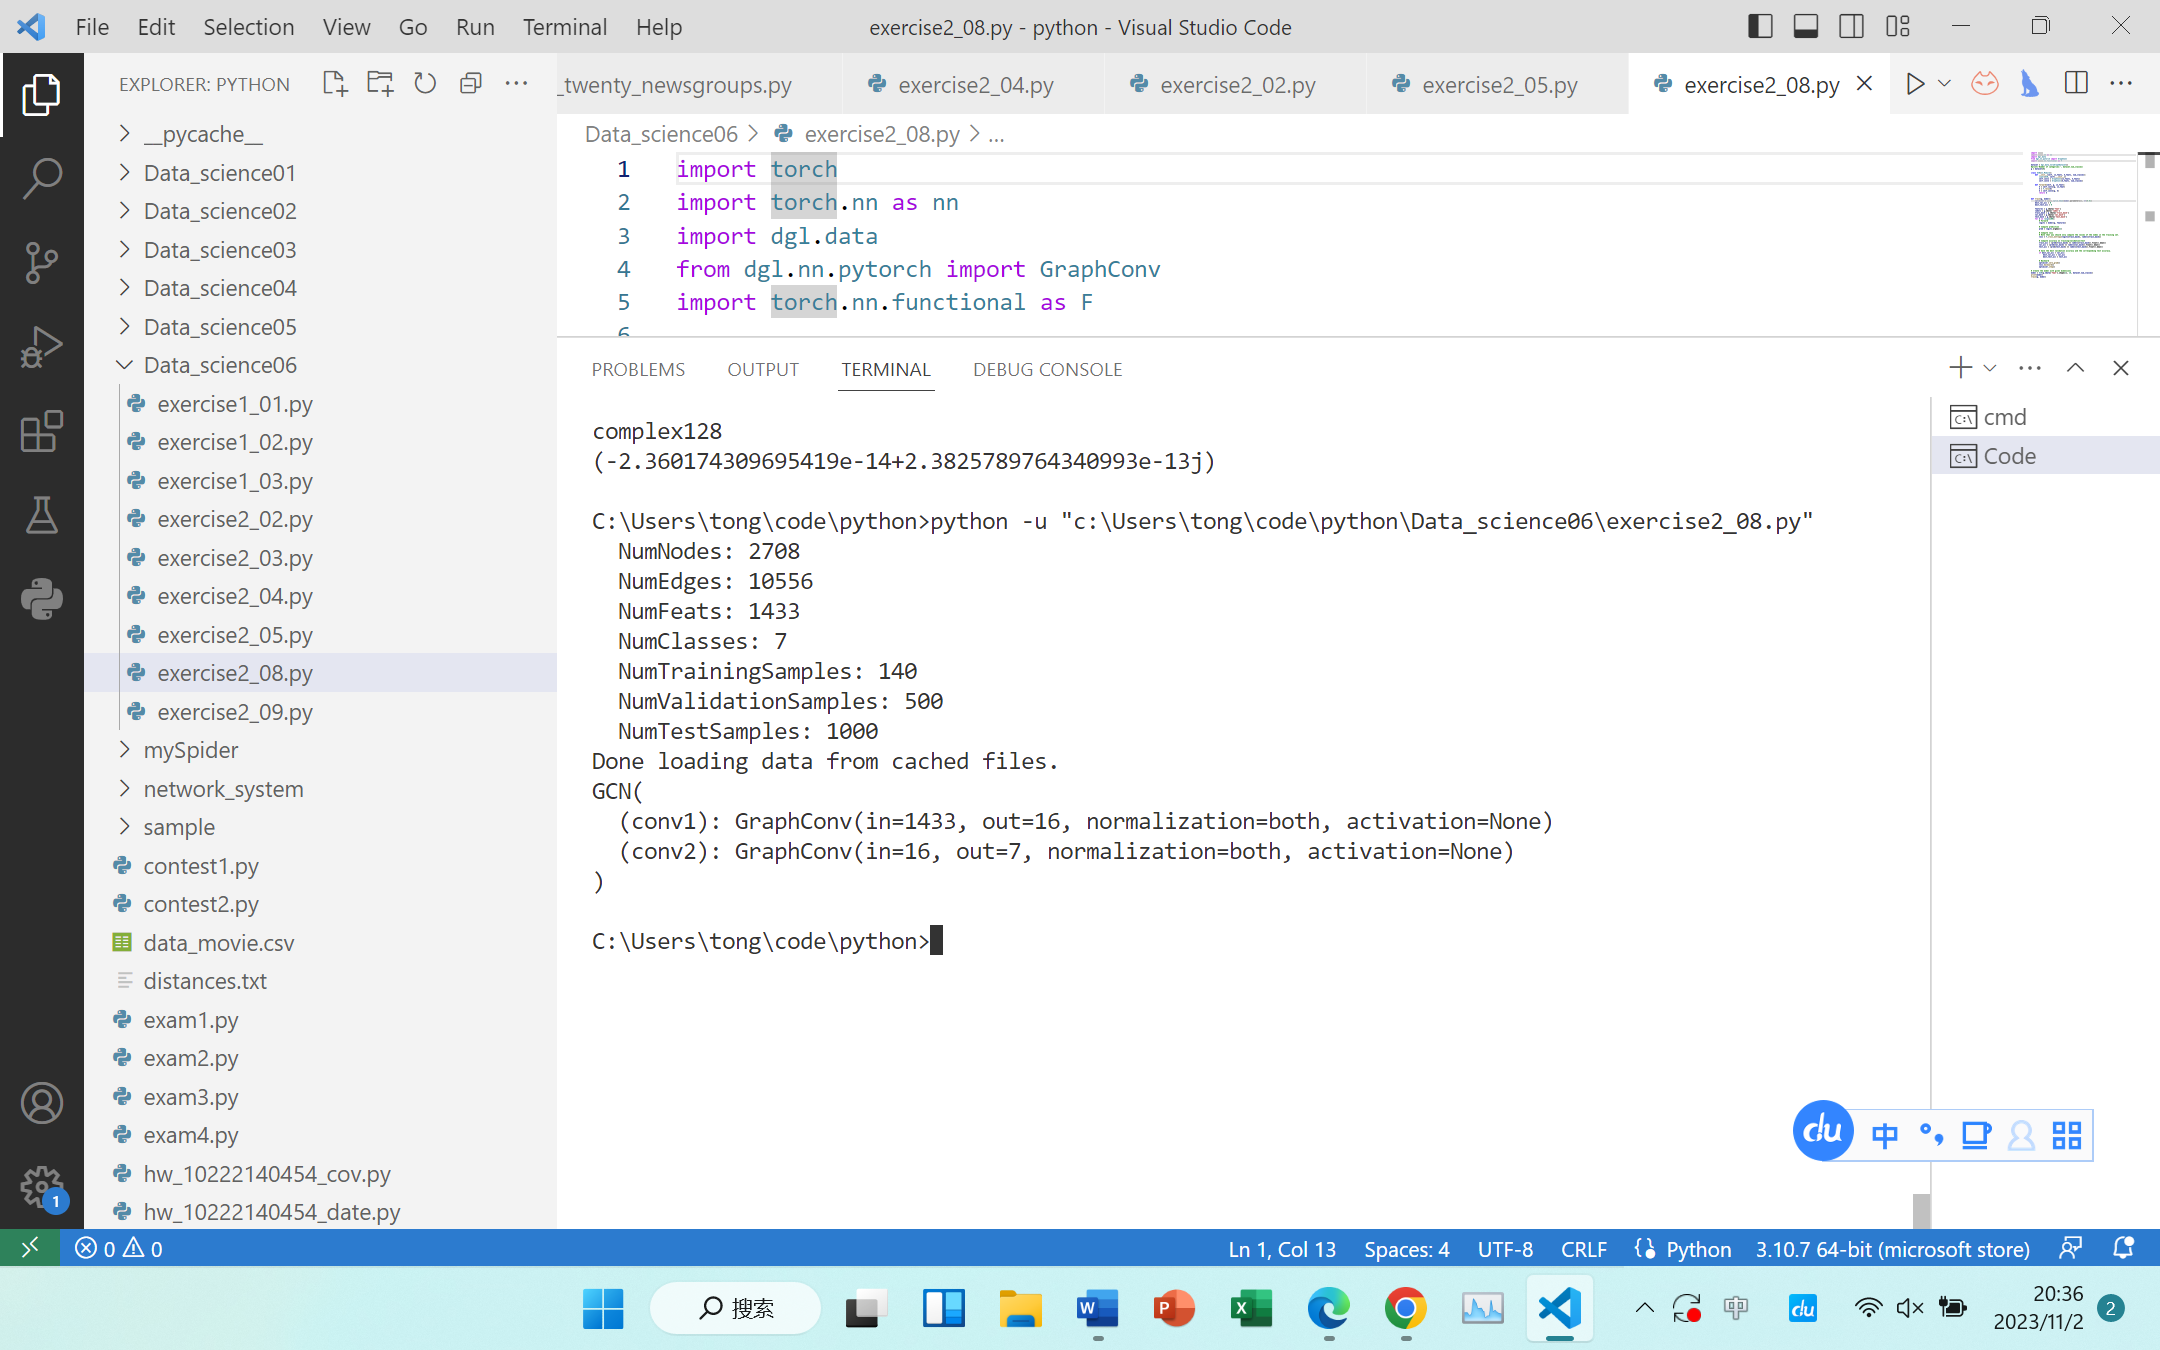 File Edit Selection View Go Run Terminal Help
exercise2_08.py - python - Visual Studio Code
EXPLORER: PYTHON
__pycache__
Data_science01
Data_science02
Data_science03
Data_science04
Data_science05
Data_science06
exercise1_01.py
exercise1_02.py
exercise1_03.py
exercise2_02.py
exercise2_03.py
exercise2_04.py
exercise2_05.py
exercise2_08.py
exercise2_09.py
mySpider
network_system
sample
contest1.py
contest2.py
data_movie.csv
distances.txt
exam1.py
exam2.py
exam3.py
exam4.py
hw_10222140454_cov.py
hw_10222140454_date.py
1
_twenty_newsgroups.py exercise2_04.py exercise2_02.py exercise2_05.py exercise2_08.py
Data_science06 > exercise2_08.py > ...
1 import torch
2 import torch.nn as nn
3 import dgl.data
4 from dgl.nn.pytorch import GraphConv
5 import torch.nn.functional as F
6
PROBLEMS OUTPUT TERMINAL DEBUG CONSOLE
complex128
(-2.360174309695419e-14+2.3825789764340993e-13j)
C:\Users\tong\code\python>python -u "c:\Users\tong\code\python\Data_science06\exercise2_08.py"
NumNodes: 2708
NumEdges: 10556
NumFeats: 1433
NumClasses: 7
NumTrainingSamples: 140
NumValidationSamples: 500
NumTestSamples: 1000
Done loading data from cached files.
GCN(
(conv1): GraphConv(in=1433, out=16, normalization=both, activation=None)
(conv2): GraphConv(in=16, out=7, normalization=both, activation=None)
)
C:\Users\tong\code\python>
cmd
Code
du 中 °,
0 0
Ln 1, Col 13 Spaces: 4 UTF-8 CRLF Python 3.10.7 64-bit (microsoft store)
搜索
中 du
20:36
2023/11/2
2